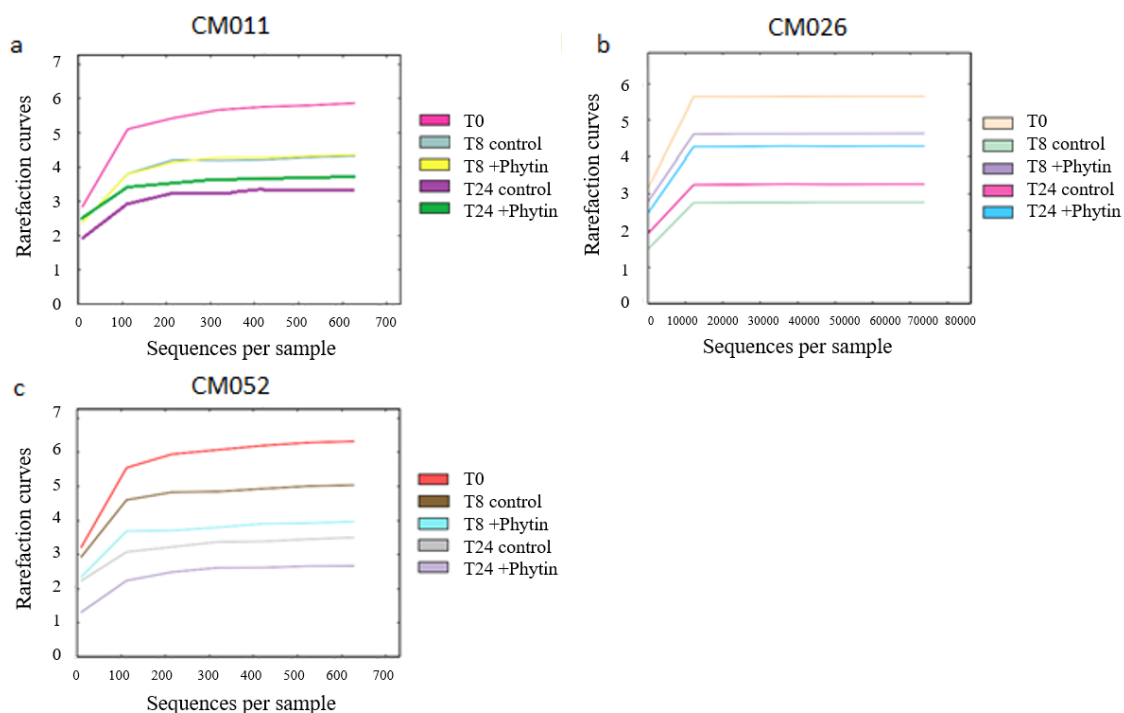 CM011
a
Rarefaction curves
7
6
5
4
3
2
1
0
0 100 200 300 400 500 600 700
Sequences per sample
T0
T8 control
T8 +Phytin
T24 control
T24 +Phytin
CM026
b
Rarefaction curves
6
5
4
3
2
1
0
0 10000 20000 30000 40000 50000 60000 70000 80000
Sequences per sample
T0
T8 control
T8 +Phytin
T24 control
T24 +Phytin
CM052
c
Rarefaction curves
7
6
5
4
3
2
1
0
0 100 200 300 400 500 600 700
Sequences per sample
T0
T8 control
T8 +Phytin
T24 control
T24 +Phytin